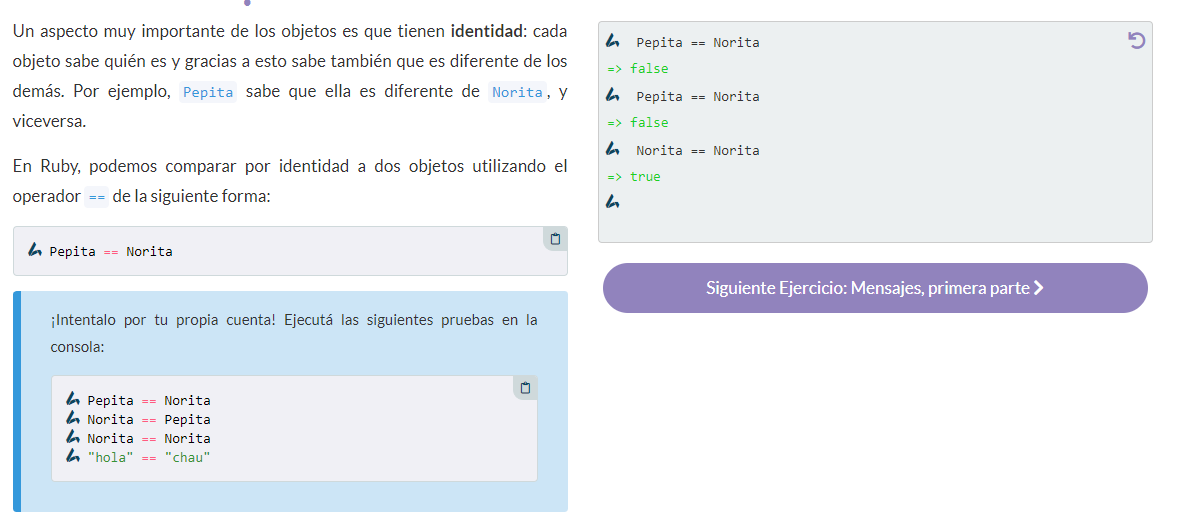 Un aspecto muy importante de los objetos es que tienen identidad: cada
objeto sabe quién es y gracias a esto sabe también que es diferente de los
demás. Por ejemplo, Pepita sabe que ella es diferente de Norita, y
viceversa.
En Ruby, podemos comparar por identidad a dos objetos utilizando el
operador == de la siguiente forma:
Pepita == Norita
¡Intentalo por tu propia cuenta! Ejecutá las siguientes pruebas en la
consola:
Pepita == Norita
Norita == Pepita
Norita == Norita
"hola" == "chau"
Pepita == Norita
=> false
Pepita == Norita
=> false
Norita == Norita
=> true
Siguiente Ejercicio: Mensajes, primera parte